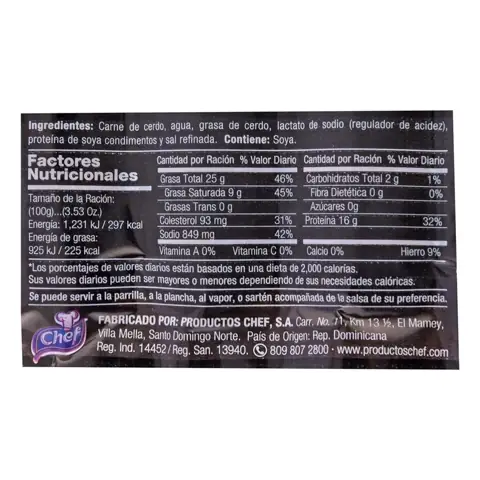 Ingredientes: Carne de cerdo, agua, grasa de cerdo, lactato de sodio (regulador de acidez),
proteína de soya condimentos y sal refinada. Contiene: Soya.
Factores
Nutricionales
Tamaño de la Ración:
(100g)...(3.53 Oz.)
Energía: 1,231 kJ / 297 kcal
Energía de grasa:
925 kJ / 225 kcal
Cantidad por Ración % Valor Diario
Grasa Total 25 g 46%
Grasa Saturada 9 g 45%
Grasas Trans 0 g
Colesterol 93 mg 31%
Sodio 849 mg 42%
Vitamina A 0% Vitamina C 0%
Cantidad por Ración % Valor Diario
Carbohidratos Total 2 g 1%
Fibra Dietética 0 g 0%
Azúcares 0g
Proteína 16 g 32%
Calcio 0% Hierro 9%
*Los porcentajes de valores diarios están basados en una dieta de 2,000 calorías.
Sus valores diarios pueden ser mayores o menores dependiendo de sus necesidades calóricas.
Se puede servir a la parrilla, a la plancha, al vapor, o sartén acompañada de la salsa de su preferencia.
Chef
FABRICADO POR: PRODUCTOS CHEF, S.A. Carr. No. 11, Km 13 ½, El Mamey,
Villa Mella, Santo Domingo Norte. País de Origen: Rep. Dominicana
Reg. Ind. 14452 / Reg. San. 13940. 809 807 2800 · www.productoschef.com